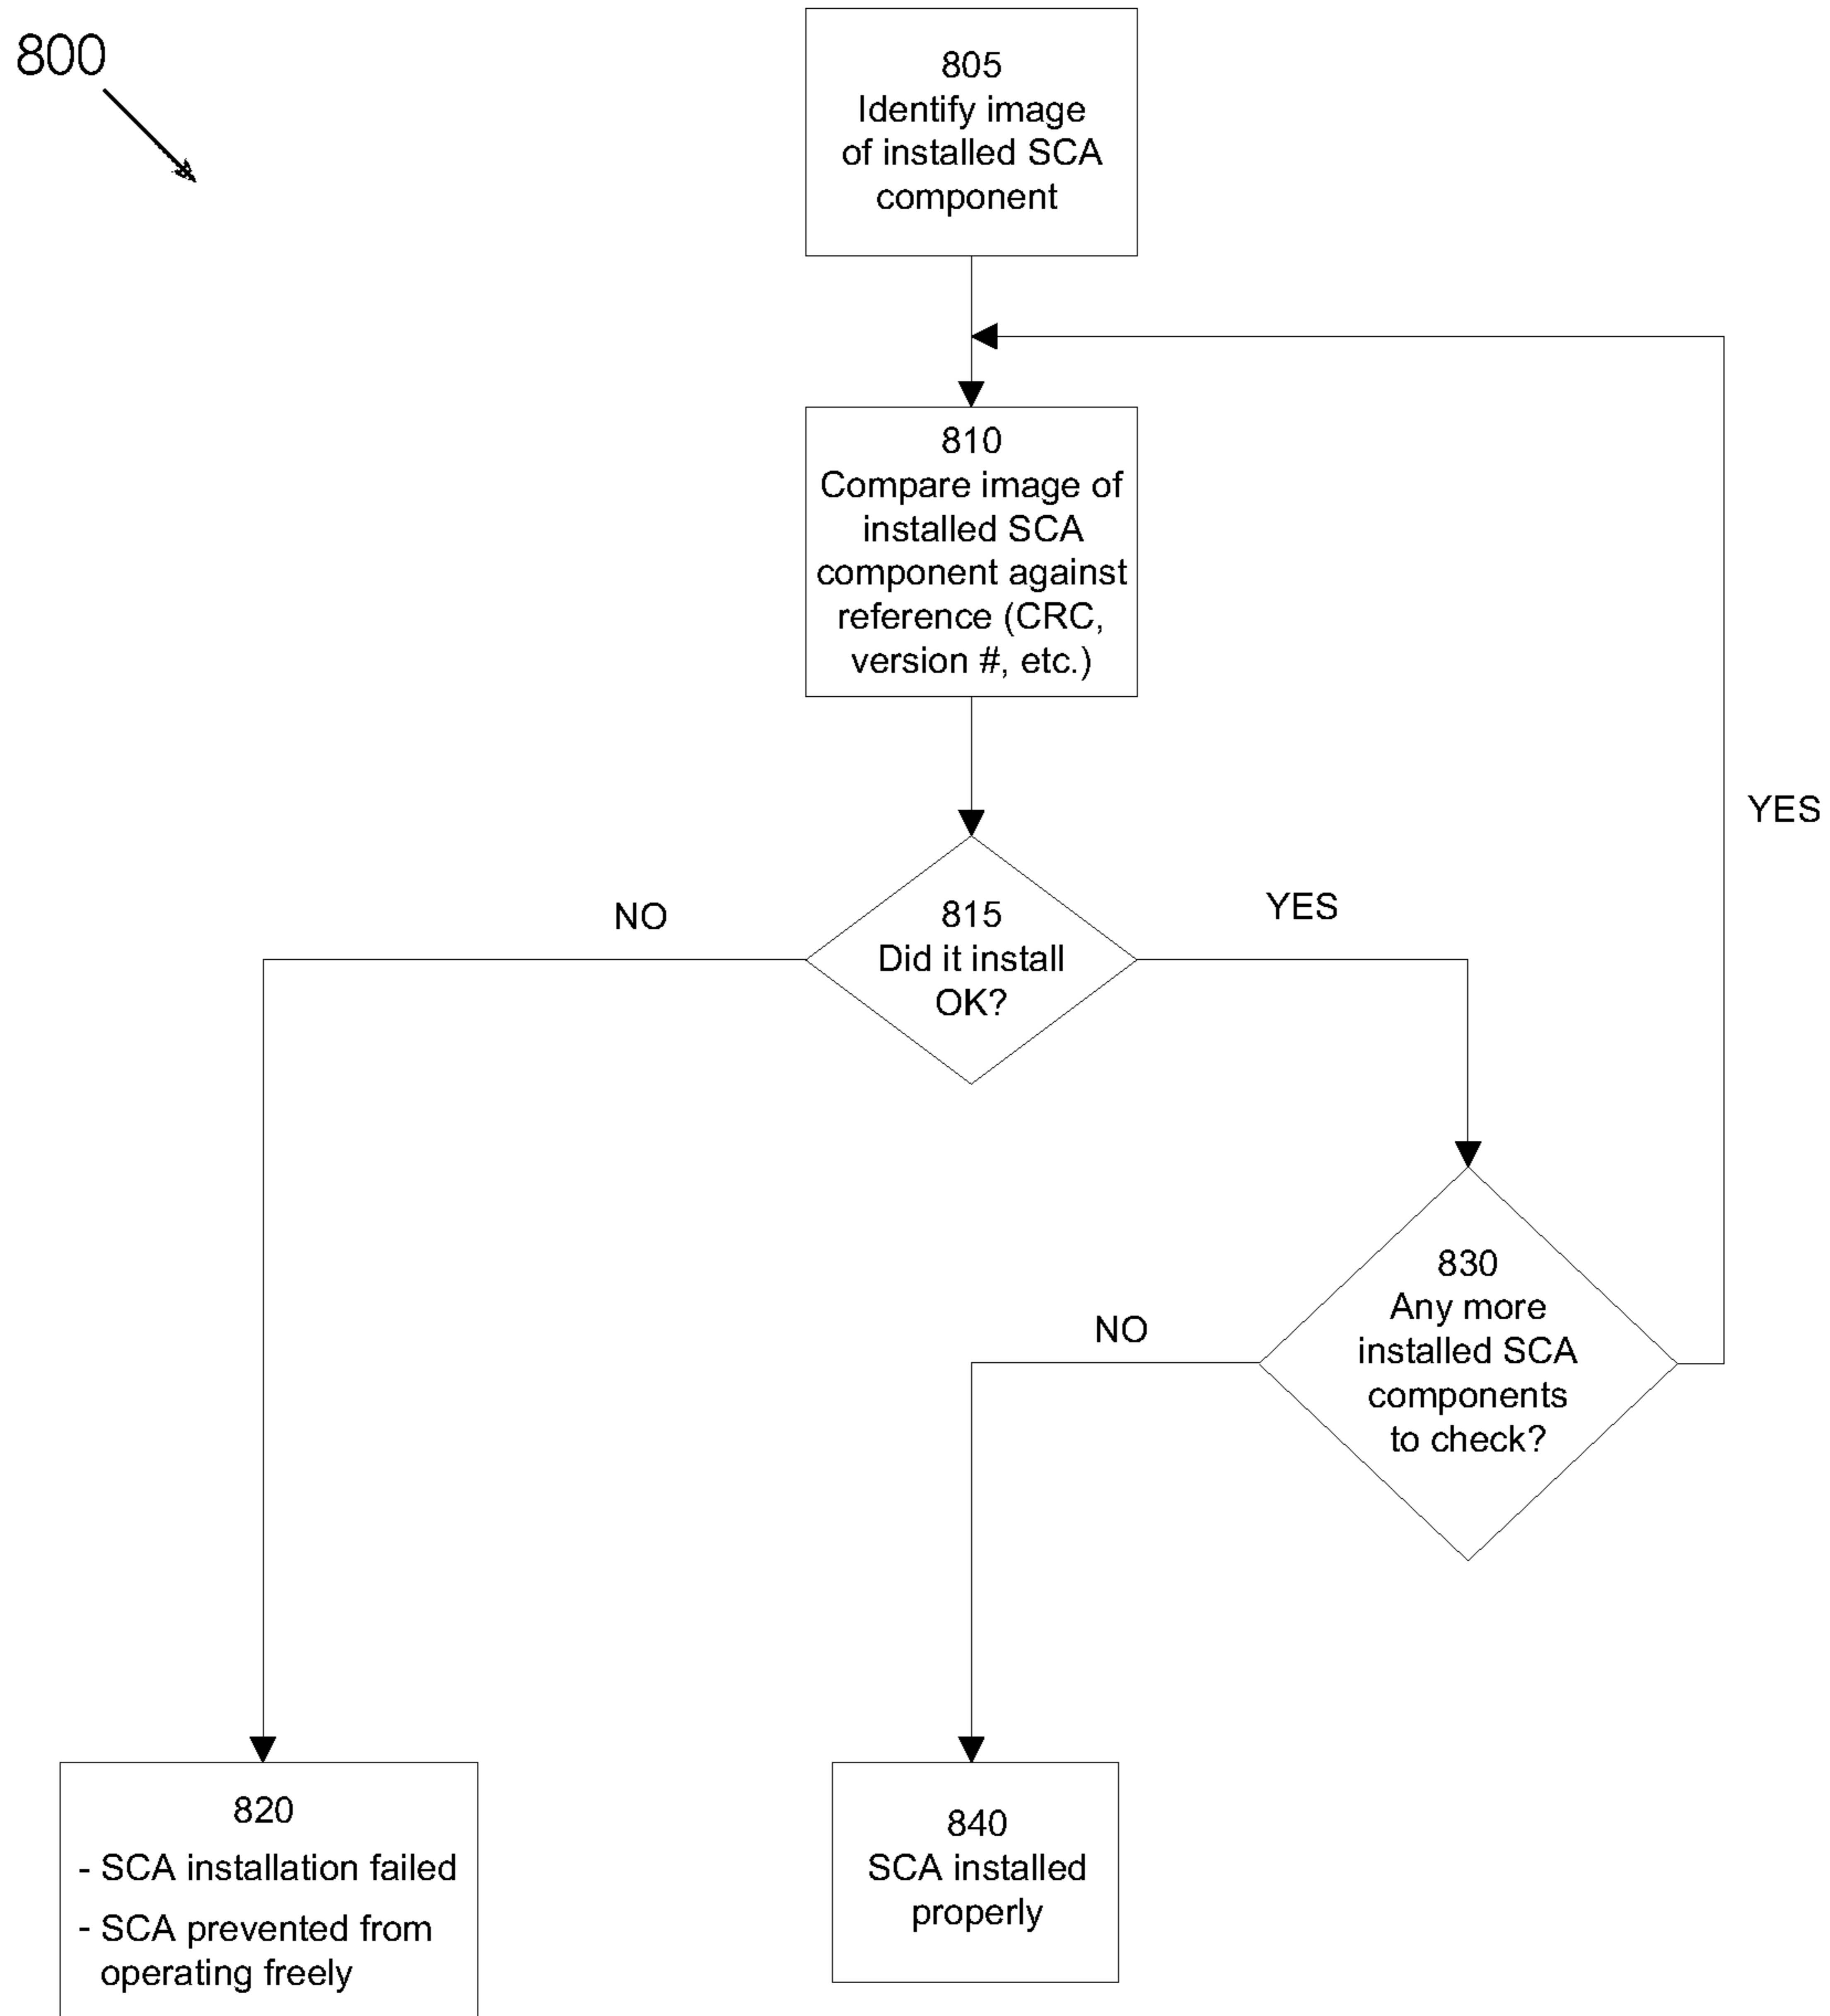 800
805
Identify image
of installed SCA
component
810
Compare image of
installed SCA
component against
reference (CRC,
version #, etc.)
YES
NO
YES
815
Did it install
OK?
830
Any more
installed SCA
components
to check?
NO
820
- SCA installation failed
- SCA prevented from
operating freely
840
SCA installed
properly